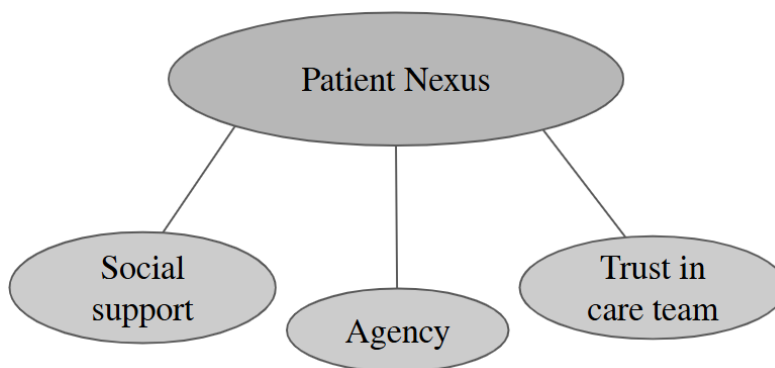 Patient Nexus
Social
support
Agency
Trust in
care team